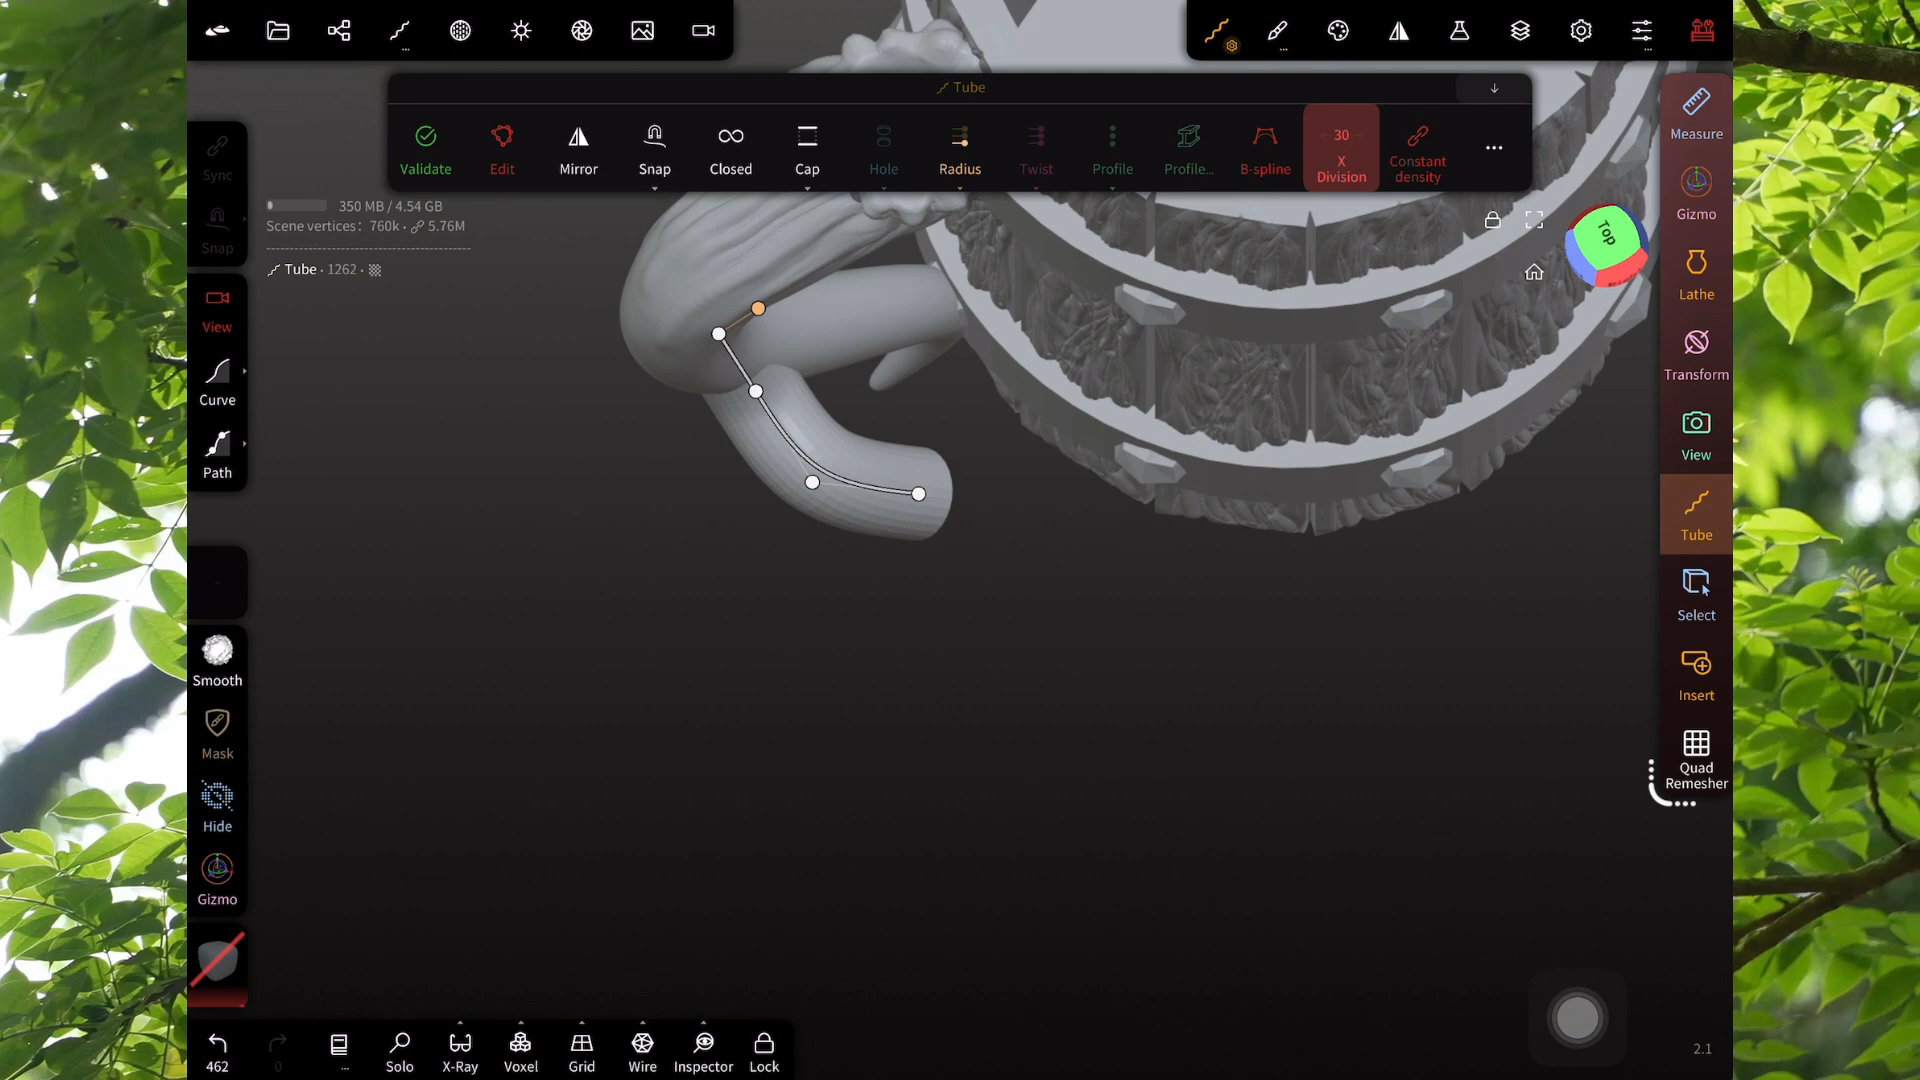 Tube
Validate
Edit
Mirror
Snap
Closed
Cap
Hole
Radius
Twist
Profile
Profile...
B-spline
30
X
Division
Constant
density
...
Sync
Snap
350 MB / 4.54 GB
Scene vertices: 760k · 5.76M
Tube · 1262 ·
Top
View
Curve
Path
Smooth
Mask
Hide
Gizmo
Measure
Gizmo
Lathe
Transform
View
Tube
Select
Insert
Quad
Remesher
462
0
...
Solo
X-Ray
Voxel
Grid
Wire
Inspector
Lock
2.1